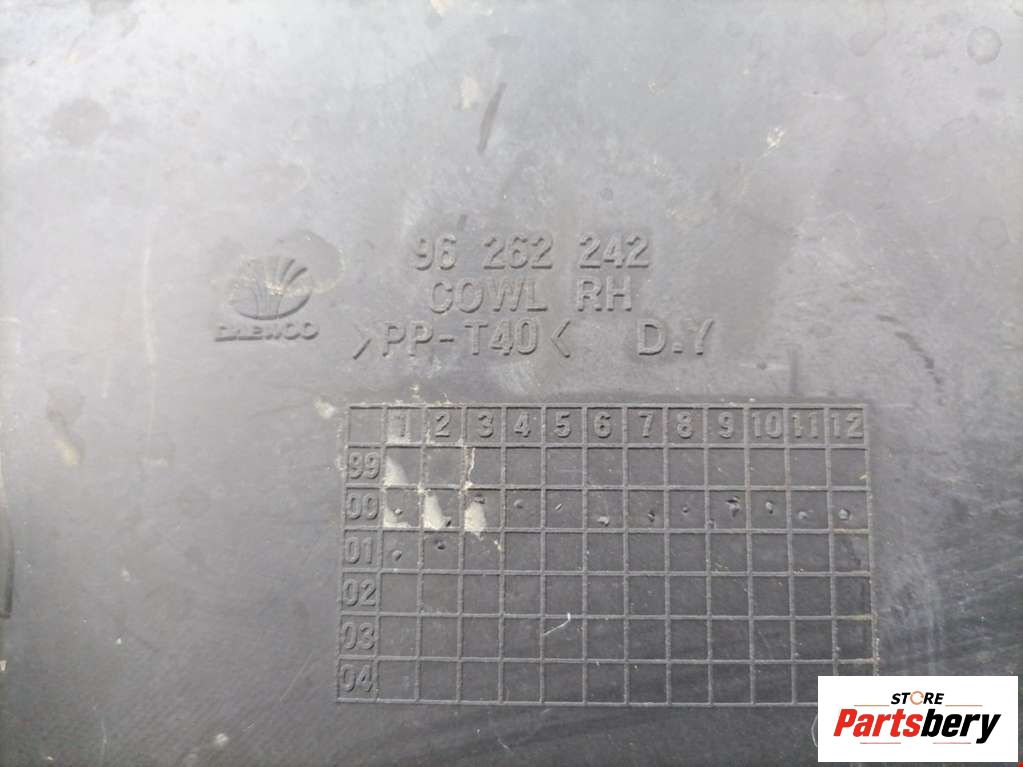 96 262 242
COWL RH
DAEWOO
>PP-T40< D.Y
1 2 3 4 5 6 7 8 9 10 11 12
99
00
01
02
03
04
STORE
Partsbery